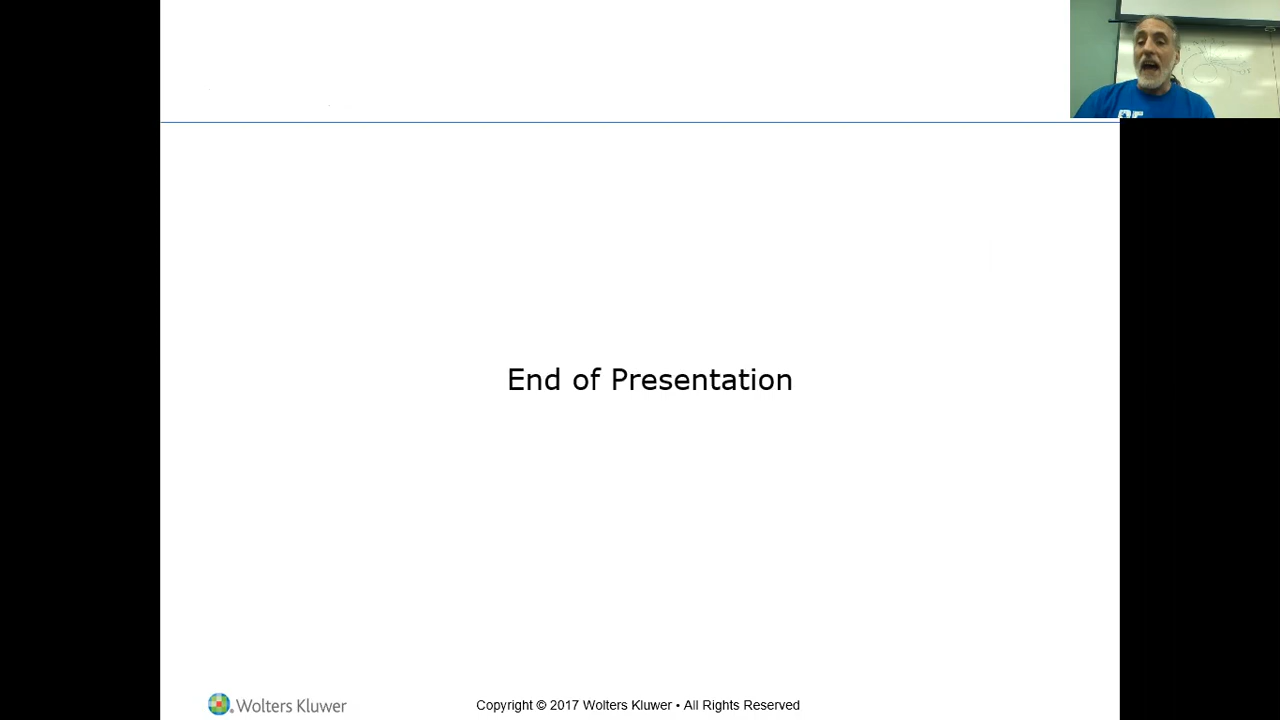 End of Presentation
Wolters Kluwer
Copyright © 2017 Wolters Kluwer • All Rights Reserved